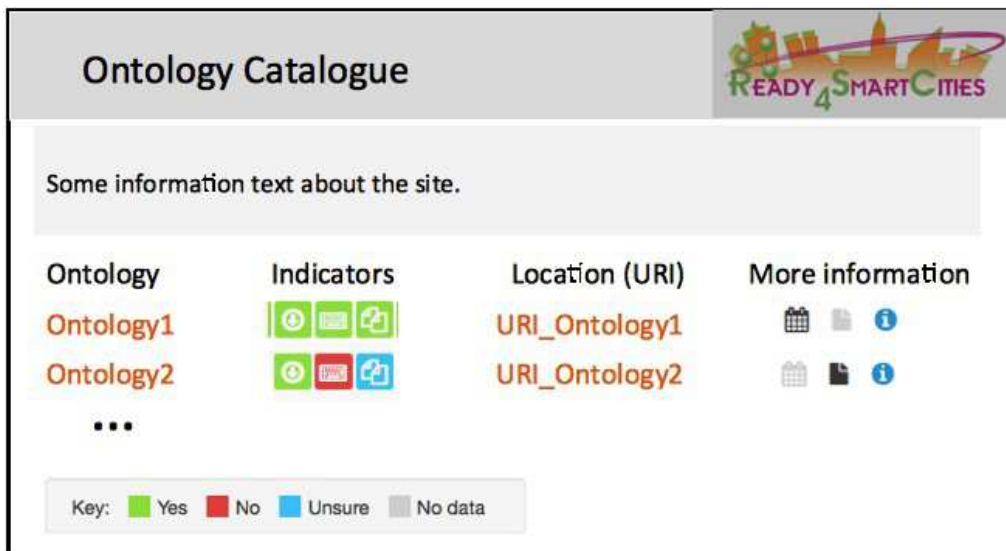 Ontology Catalogue
READY4SMARTCITIES
Some information text about the site.
Ontology Indicators Location (URI) More information
Ontology1 URI_Ontology1
Ontology2 URI_Ontology2
...
Key: Yes No Unsure No data